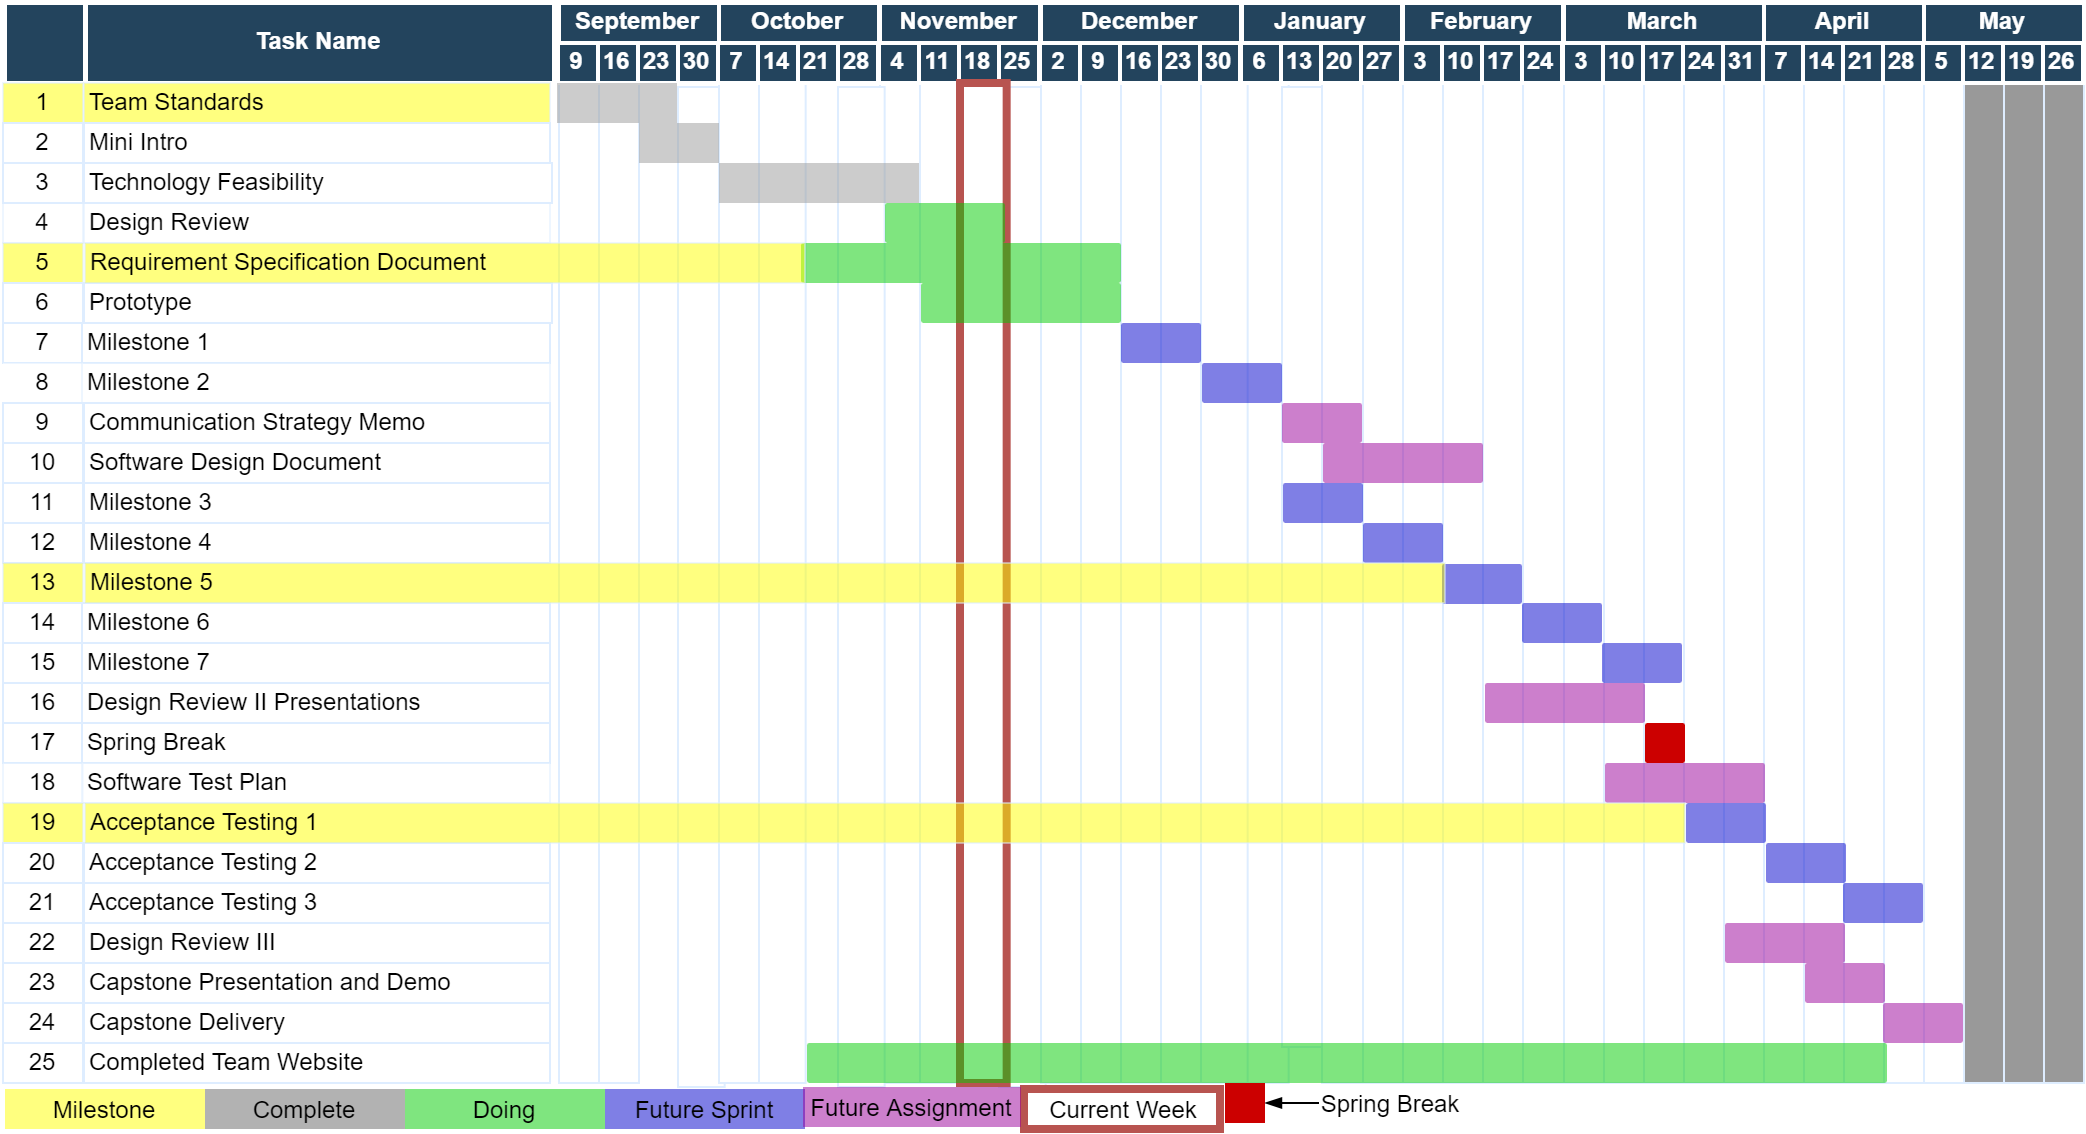 Task Name September October November December January February March April May
9 16 23 30 7 14 21 28 4 11 18 25 2 9 16 23 30 6 13 20 27 3 10 17 24 3 10 17 24 31 7 14 21 28 5 12 19 26
1 Team Standards
2 Mini Intro
3 Technology Feasibility
4 Design Review
5 Requirement Specification Document
6 Prototype
7 Milestone 1
8 Milestone 2
9 Communication Strategy Memo
10 Software Design Document
11 Milestone 3
12 Milestone 4
13 Milestone 5
14 Milestone 6
15 Milestone 7
16 Design Review II Presentations
17 Spring Break
18 Software Test Plan
19 Acceptance Testing 1
20 Acceptance Testing 2
21 Acceptance Testing 3
22 Design Review III
23 Capstone Presentation and Demo
24 Capstone Delivery
25 Completed Team Website
Milestone Complete Doing Future Sprint Future Assignment Current Week Spring Break